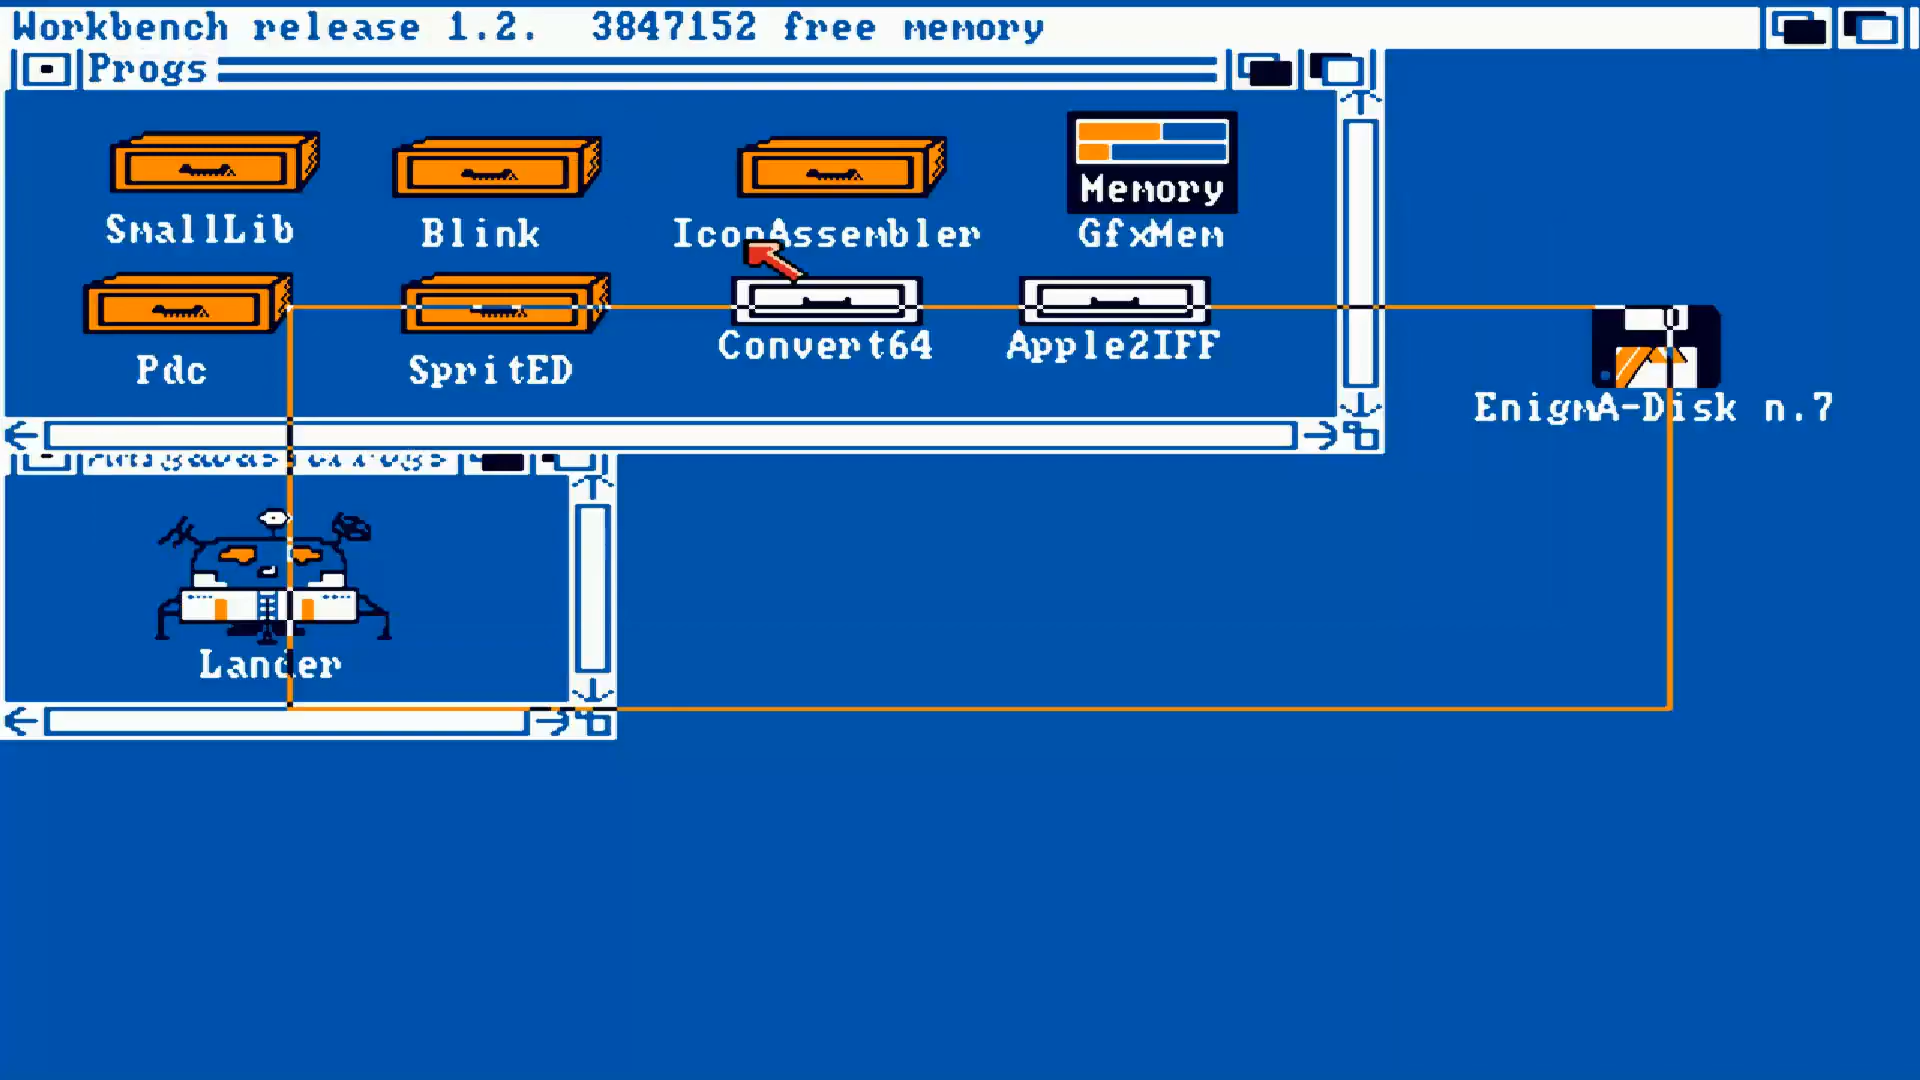 Workbench release 1.2. 3847152 free memory
Progs
Memory
SmallLib
Blink
IconAssembler
GfxMem
Pdc
SpritED
Convert64
Apple2IFF
EnigmA-Disk n.7
Lander